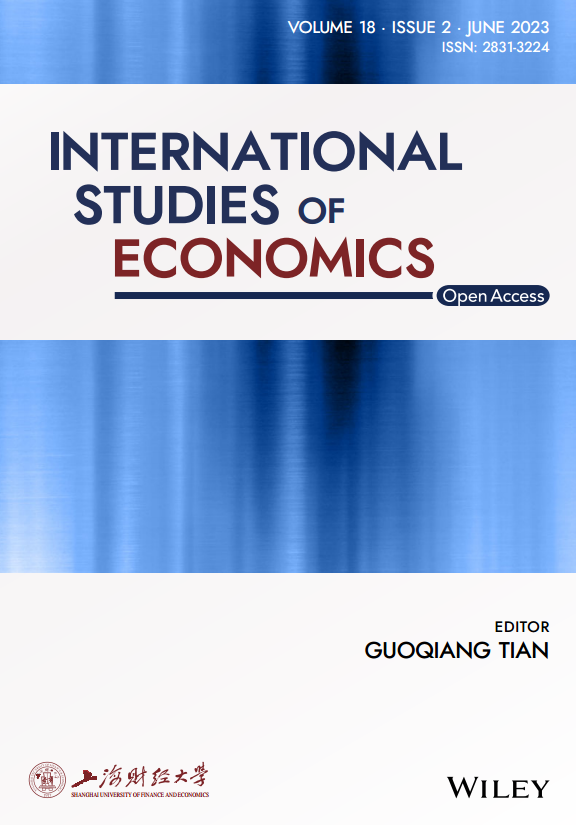 VOLUME 18 · ISSUE 2 · JUNE 2023
ISSN: 2831-3224
INTERNATIONAL
STUDIES OF
ECONOMICS
Open Access
EDITOR
GUOQIANG TIAN
上海财经大学
SHANGHAI UNIVERSITY OF FINANCE AND ECONOMICS
WILEY